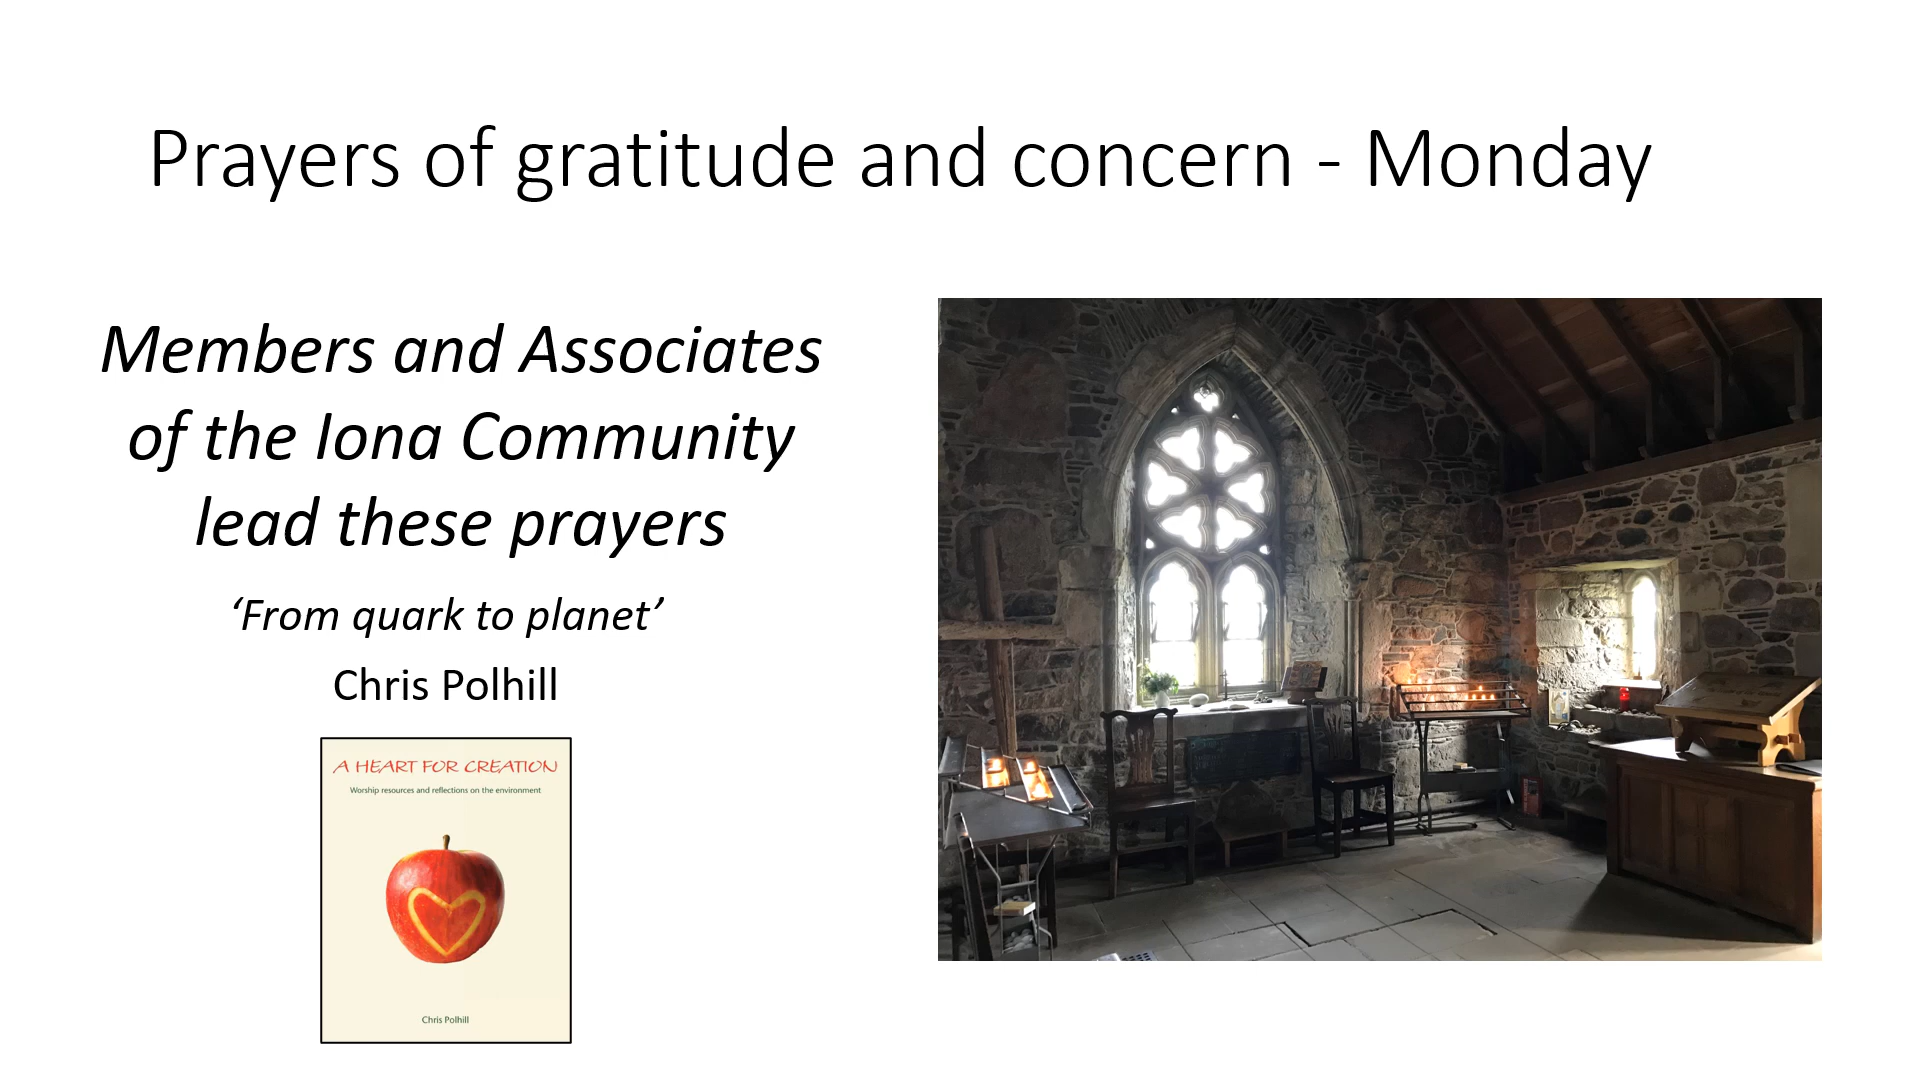 Prayers of gratitude and concern - Monday
Members and Associates
of the Iona Community
lead these prayers
‘From quark to planet’
Chris Polhill
A HEART FOR CREATION
Worship resources and reflections on the environment
Chris Polhill